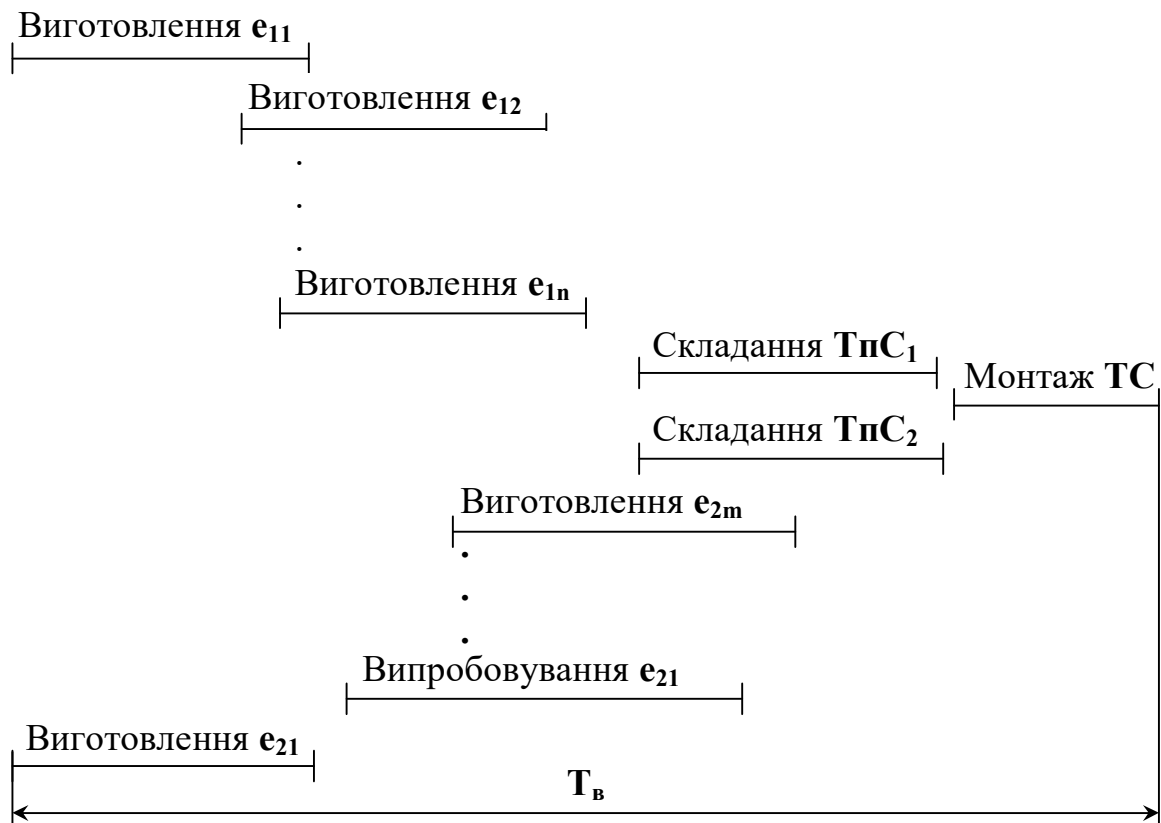 Виготовлення e₁₁
Виготовлення e₁₂
.
.
.
Виготовлення e₁ₙ
Складання ТпС₁
Монтаж ТС
Складання ТпС₂
Виготовлення e₂ₘ
.
.
.
Випробовування e₂₁
Виготовлення e₂₁
Тв